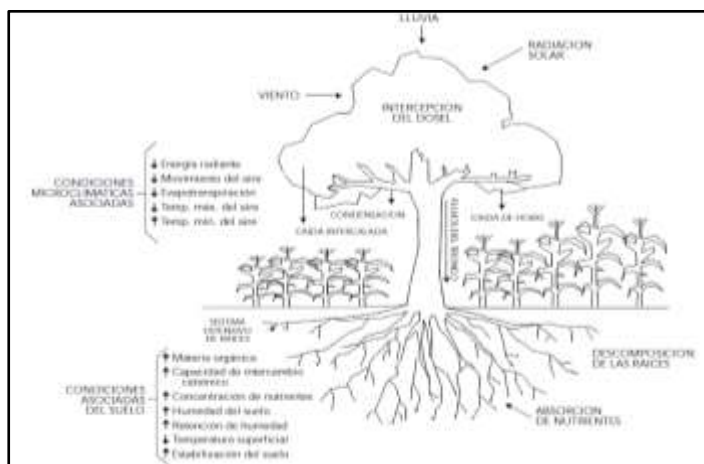 LLUVIA
RADIACION
SOLAR
VIENTO
INTERCEPCION
DEL DOSEL
CONDICIONES
MICROCLIMATICAS
ASOCIADAS
Energía radiante
Movimiento del aire
Evapotranspiración
Temp. máx. del aire
Temp. mín. del aire
CONDENSACION
CAIDA INTERCALADA
CAIDA DE HOJAS
SISTEMA
EXTENSIVO
DE RAICES
CONDICIONES
ASOCIADAS
DEL SUELO
Materia orgánica
Capacidad de intercambio
catiónico
Concentración de nutrientes
Humedad del suelo
Retención de humedad
Temperatura superficial
Estabilización del suelo
DESCOMPOSICION
DE LAS RAICES
ABSORCION
DE NUTRIENTES